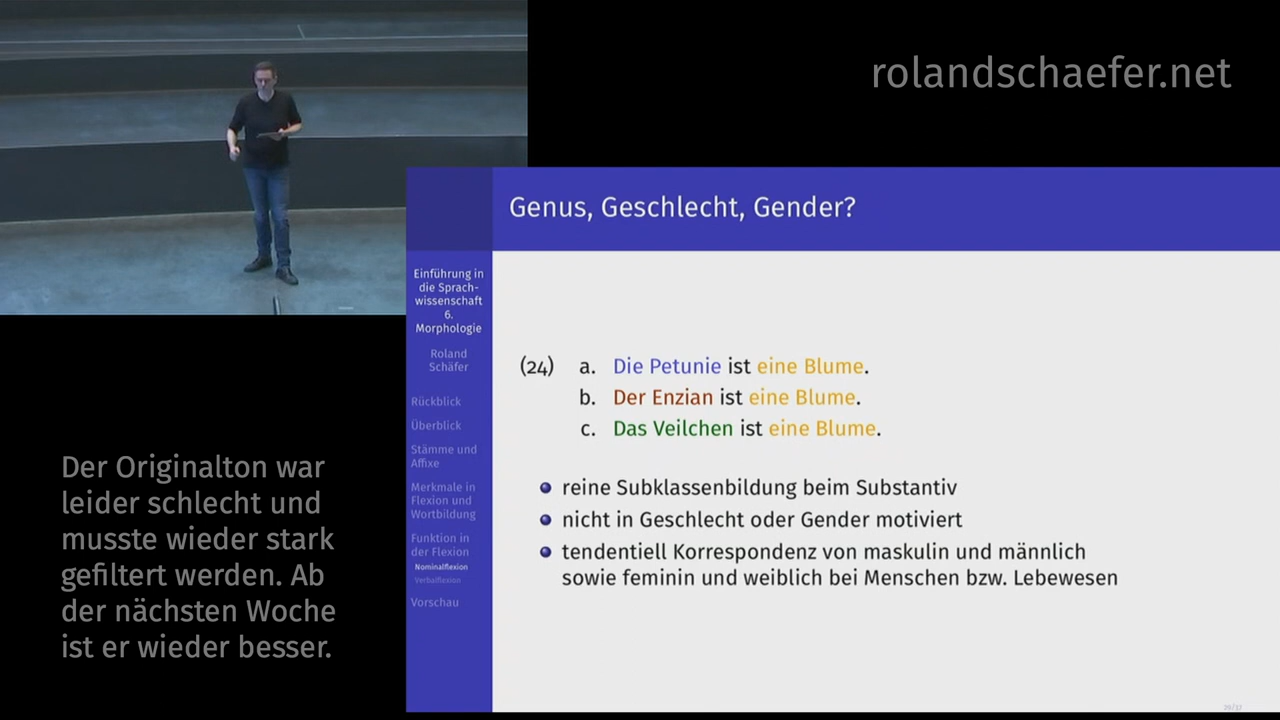 rolandschaefer.net
Genus, Geschlecht, Gender?
Einführung in
die Sprach-
wissenschaft
6.
Morphologie
Roland
Schäfer
Rückblick
Überblick
Stämme und
Affixe
Merkmale in
Flexion und
Wortbildung
Funktion in
der Flexion
Nominalflexion
Verbalflexion
Vorschau
(24) a. Die Petunie ist eine Blume.
b. Der Enzian ist eine Blume.
c. Das Veilchen ist eine Blume.
reine Subklassenbildung beim Substantiv
nicht in Geschlecht oder Gender motiviert
tendentiell Korrespondenz von maskulin und männlich
sowie feminin und weiblich bei Menschen bzw. Lebewesen
Der Originalton war
leider schlecht und
musste wieder stark
gefiltert werden. Ab
der nächsten Woche
ist er wieder besser.